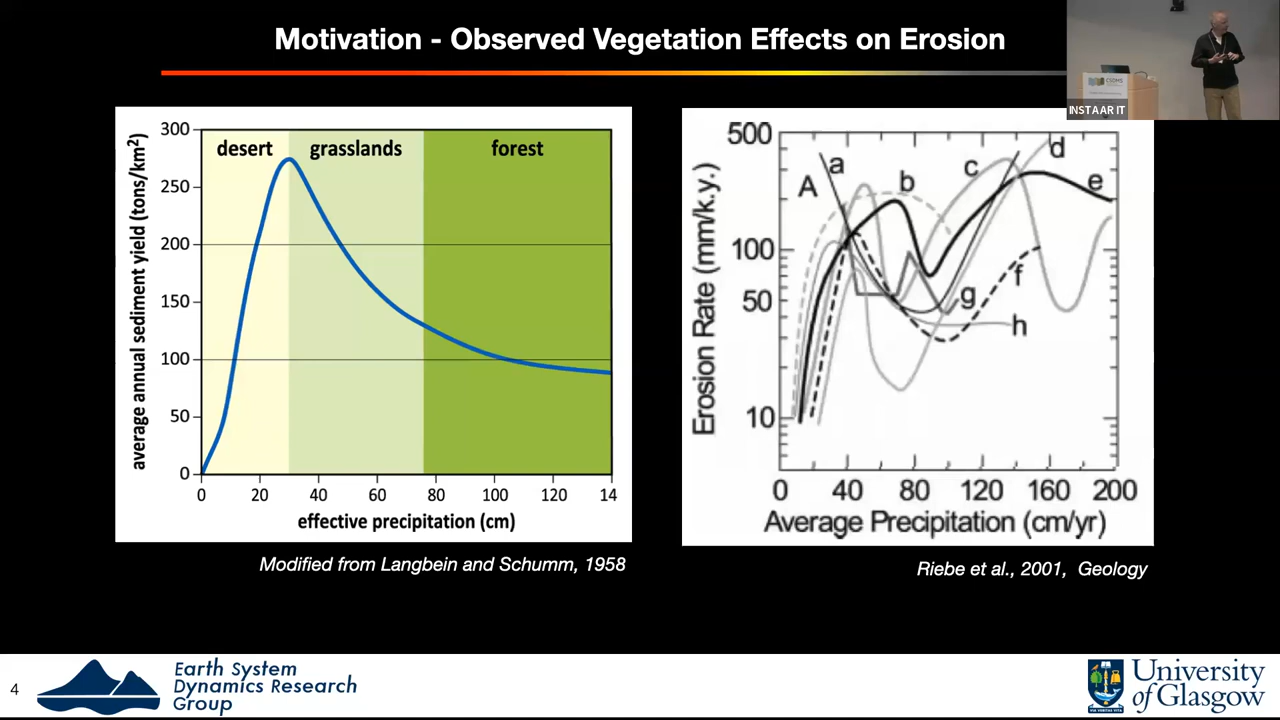 Motivation - Observed Vegetation Effects on Erosion
INSTAAR IT
300
250
200
150
100
50
0
average annual sediment yield (tons/km2)
desert
grasslands
forest
0 20 40 60 80 100 120 14
effective precipitation (cm)
Modified from Langbein and Schumm, 1958
500
100
50
10
Erosion Rate (mm/k.y.)
A
a
b
c
d
e
f
g
h
0 40 80 120 160 200
Average Precipitation (cm/yr)
Riebe et al., 2001, Geology
4
Earth System
Dynamics Research
Group
University
of Glasgow